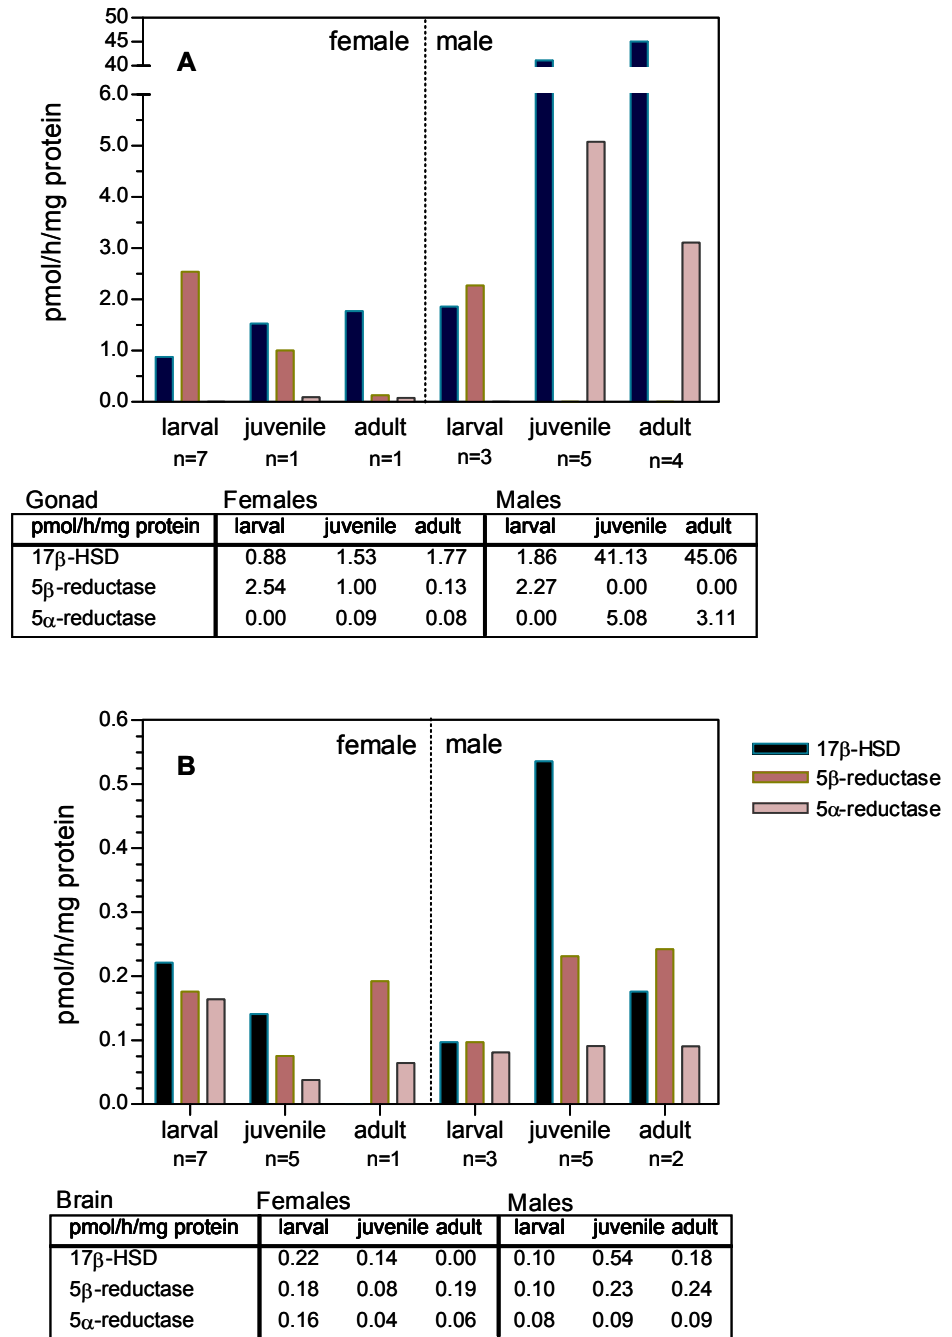 50
45
40
6.0
5.0
4.0
3.0
2.0
1.0
0.0
pmol/h/mg protein
A
female male
larval juvenile adult larval juvenile adult
n=7 n=1 n=1 n=3 n=5 n=4
Gonad Females Males
pmol/h/mg protein larval juvenile adult larval juvenile adult
17β-HSD 0.88 1.53 1.77 1.86 41.13 45.06
5β-reductase 2.54 1.00 0.13 2.27 0.00 0.00
5α-reductase 0.00 0.09 0.08 0.00 5.08 3.11
0.6
0.5
0.4
0.3
0.2
0.1
0.0
pmol/h/mg protein
B
female male
17β-HSD
5β-reductase
5α-reductase
larval juvenile adult larval juvenile adult
n=7 n=5 n=1 n=3 n=5 n=2
Brain Females Males
pmol/h/mg protein larval juvenile adult larval juvenile adult
17β-HSD 0.22 0.14 0.00 0.10 0.54 0.18
5β-reductase 0.18 0.08 0.19 0.10 0.23 0.24
5α-reductase 0.16 0.04 0.06 0.08 0.09 0.09